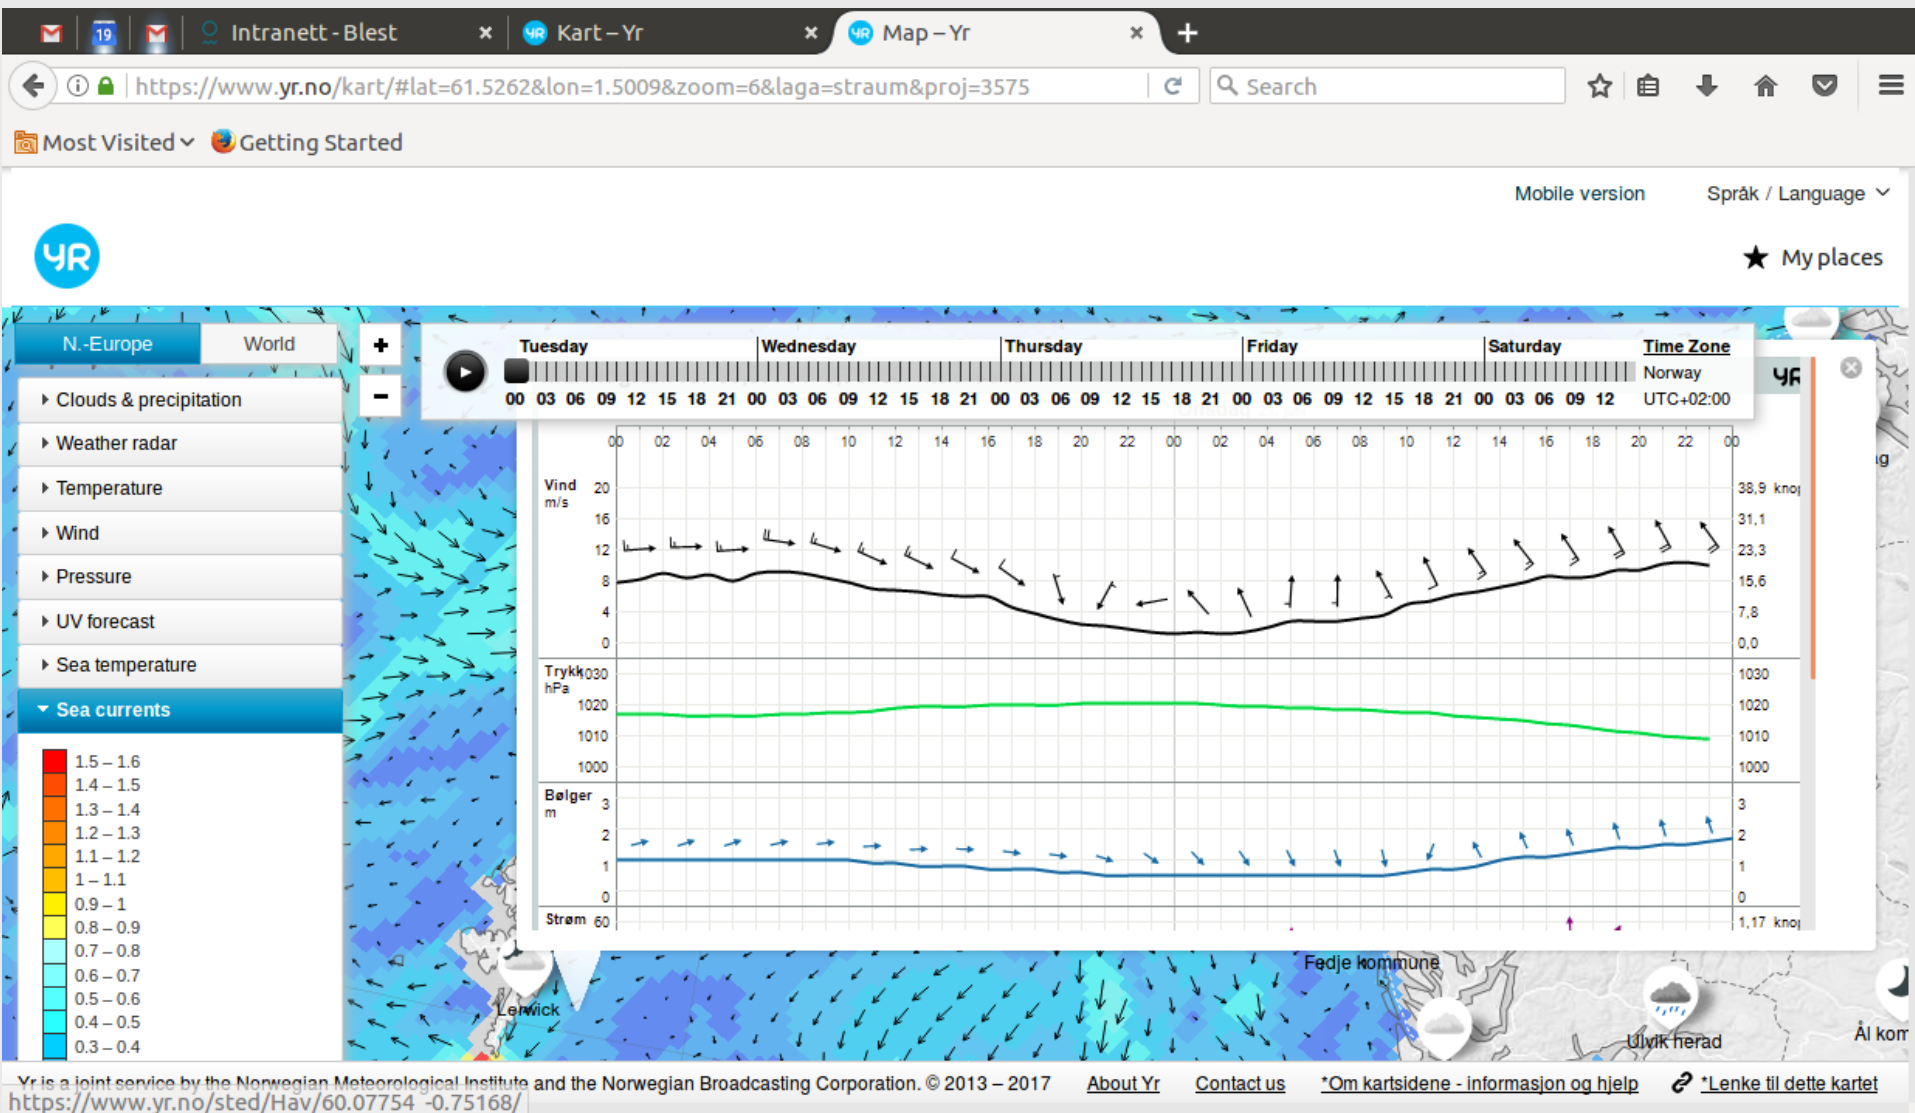 19 Intranett - Blest Kart – Yr Map – Yr
https://www.yr.no/kart/#lat=61.5262&lon=1.5009&zoom=6&laga=straum&proj=3575 Search
Most Visited Getting Started
Mobile version Språk / Language
YR My places
N.-Europe World
Tuesday Wednesday Thursday Friday Saturday Time Zone
Norway
00 03 06 09 12 15 18 21 00 03 06 09 12 15 18 21 00 03 06 09 12 15 18 21 00 03 06 09 12 15 18 21 00 03 06 09 12 UTC+02:00
Clouds & precipitation
Weather radar
Temperature
Wind
Pressure
UV forecast
Sea temperature
Sea currents
1.5 – 1.6
1.4 – 1.5
1.3 – 1.4
1.2 – 1.3
1.1 – 1.2
1 – 1.1
0.9 – 1
0.8 – 0.9
0.7 – 0.8
0.6 – 0.7
0.5 – 0.6
0.4 – 0.5
0.3 – 0.4
00 02 04 06 08 10 12 14 16 18 20 22 00 02 04 06 08 10 12 14 16 18 20 22 00
Vind 20 38,9 knop
m/s
16 31,1
12 23,3
8 15,6
4 7,8
0 0,0
Trykk 1030 1030
hPa
1020 1020
1010 1010
1000 1000
Bølger 3 3
m
2 2
1 1
0 0
Strøm 60 1,17 knop
Fedje kommune
Lerwick
Ulvik herad
Ål kom
Yr is a joint service by the Norwegian Meteorological Institute and the Norwegian Broadcasting Corporation. © 2013 – 2017 About Yr Contact us *Om kartsidene - informasjon og hjelp *Lenke til dette kartet
https://www.yr.no/sted/Hav/60.07754_-0.75168/